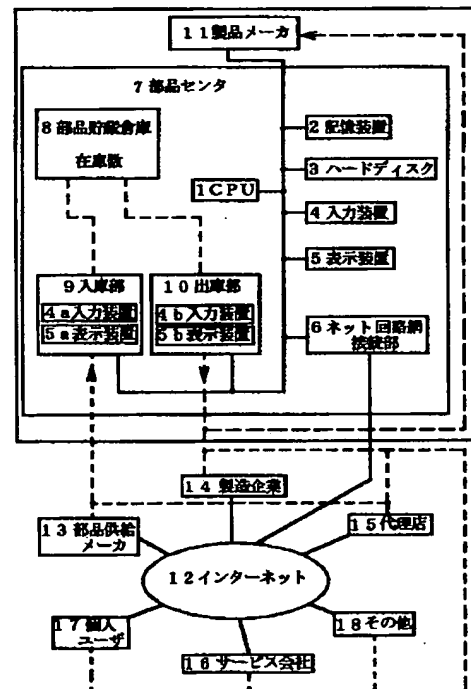 11製品メーカ
7部品センタ
8部品貯蔵倉庫
在庫数
2記憶装置
3ハードディスク
1CPU
4入力装置
5表示装置
9入庫部
4a入力装置
5a表示装置
10出庫部
4b入力装置
5b表示装置
6ネット回路網
接続部
14製造企業
13部品供給
メーカ
15代理店
12インターネット
17個人
ユーザ
18その他
16サービス会社